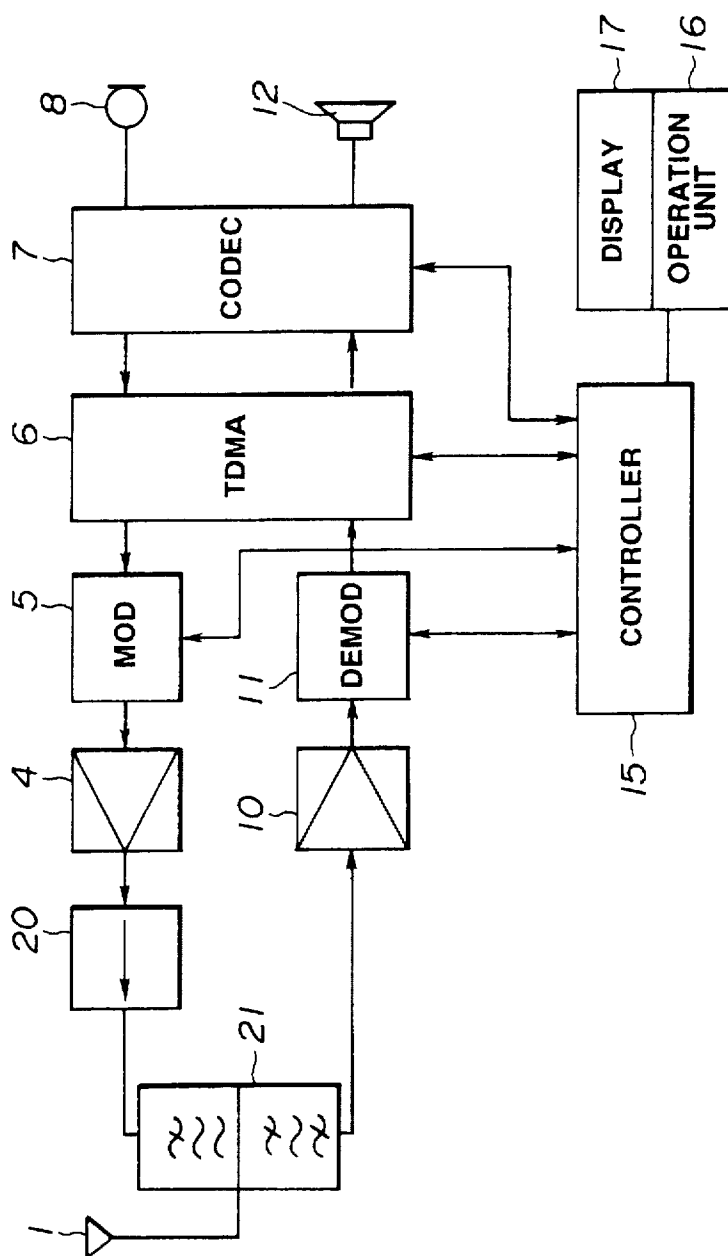 8
12
17
DISPLAY
16
OPERATION
UNIT
7
CODEC
6
TDMA
5
MOD
11
DEMOD
CONTROLLER
15
4
10
20
21
1